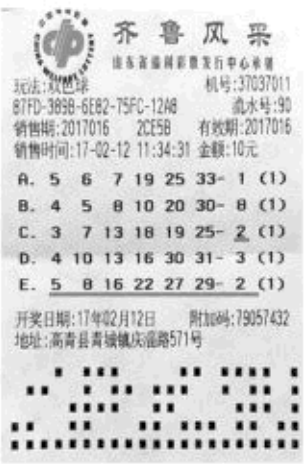 齐鲁风采
山东省福利彩票发行中心承销
玩法:双色球 机号:37037011
87FD-389B-6E82-75FC-12A8 流水号:90
销售期:2017016 2CE5B 有效期:2017016
销售时间:17-02-12 11:34:31 金额:10元
A. 5 6 7 19 25 33- 1 (1)
B. 4 5 8 10 20 30- 8 (1)
C. 3 7 13 18 19 25- 2 (1)
D. 4 10 13 16 30 31- 3 (1)
E. 5 8 16 22 27 29- 2 (1)
开奖日期:17年02月12日 附加码:79057432
地址:高青县青城镇庆淄路571号